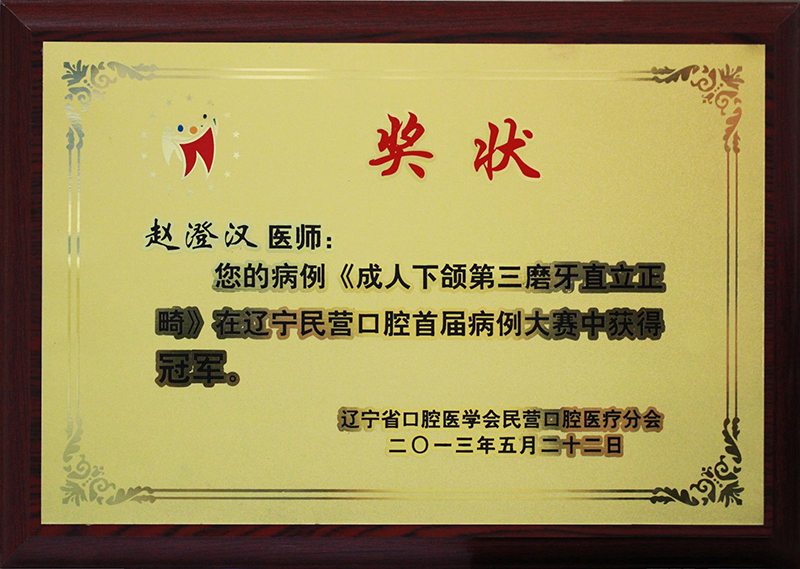 奖状
赵澄汉医师：
您的病例《成人下颌第三磨牙直立正
畸》在辽宁民营口腔首届病例大赛中获得
冠军。
辽宁省口腔医学会民营口腔医疗分会
二〇一三年五月二十二日